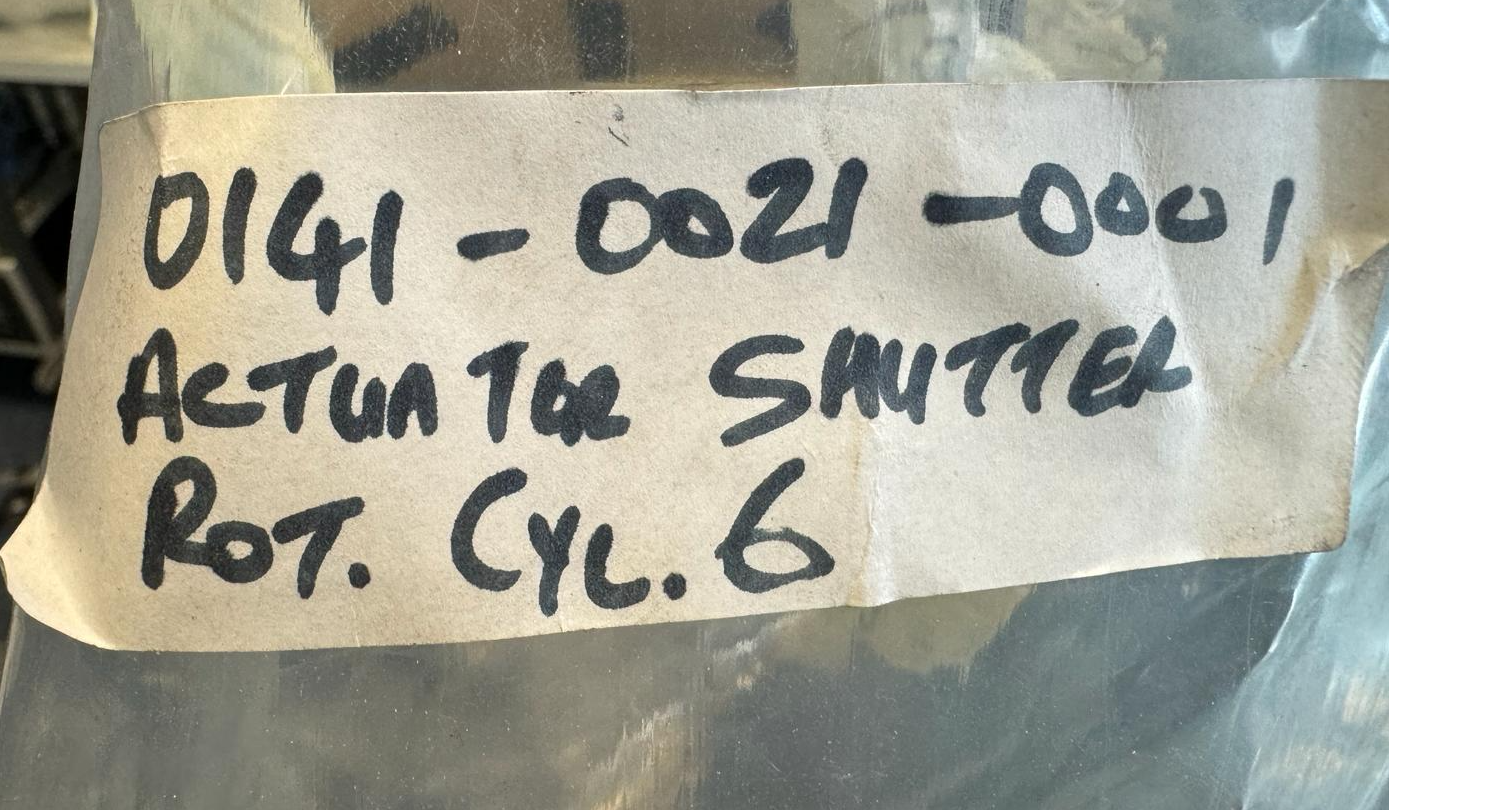 0141-0021-0001
ACTUATOR SHUTTER
ROT. CYL. 6